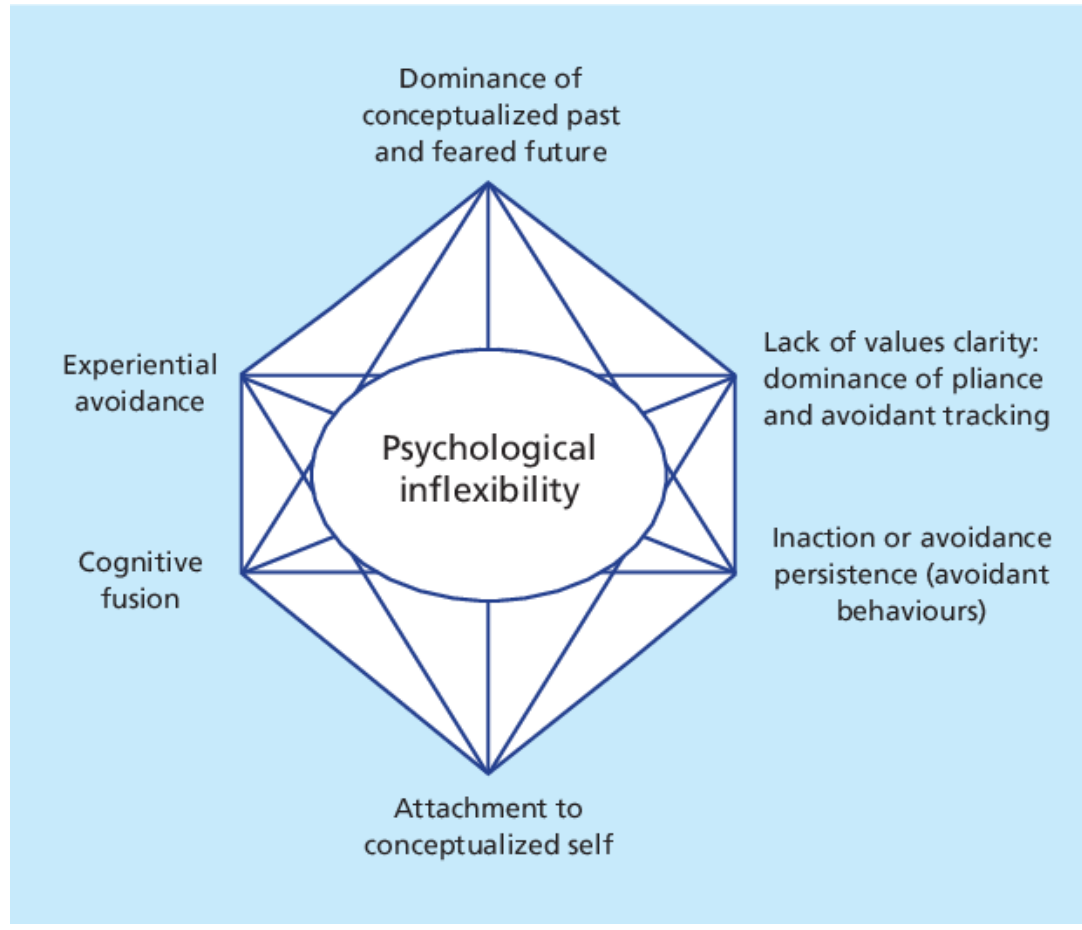 Dominance of
conceptualized past
and feared future
Experiential
avoidance
Lack of values clarity:
dominance of pliance
and avoidant tracking
Psychological
inflexibility
Cognitive
fusion
Inaction or avoidance
persistence (avoidant
behaviours)
Attachment to
conceptualized self